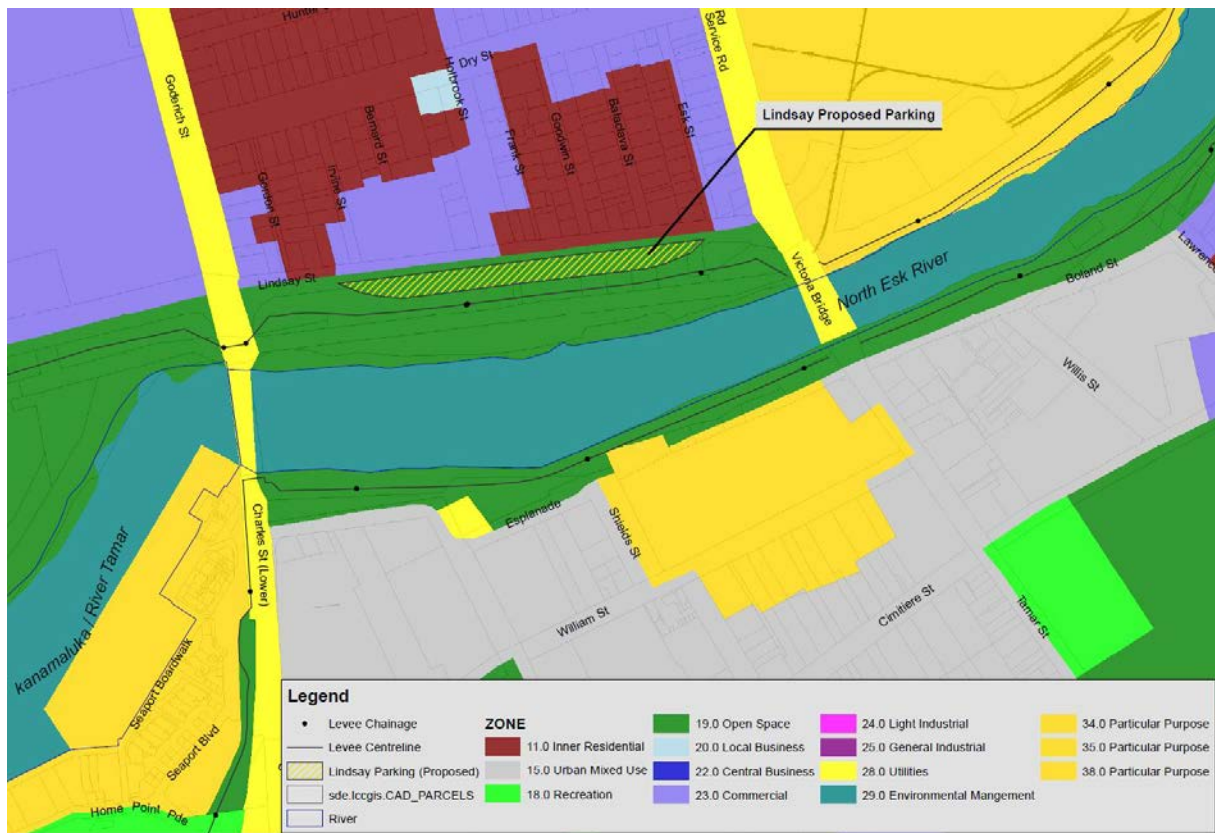 Hunter St
Dry St
Holbrook St
Goderich St
Rd
Service Rd
Bernard St
Irvine St
Gordon St
Frank St
Goodwin St
Balaclava St
Esk St
Lindsay Proposed Parking
Lindsay St
Victoria Bridge
North Esk River
Boland St
Lawrence
Willis St
Esplanade
Shields St
William St
Cimitiere St
Tamar St
Charles St (Lower)
kanamaluka / River Tamar
Seaport Boardwalk
Seaport Blvd
Home Point Pde
Legend
Levee Chainage
Levee Centreline
Lindsay Parking (Proposed)
sde.lccgis.CAD_PARCELS
River
ZONE
11.0 Inner Residential
15.0 Urban Mixed Use
18.0 Recreation
19.0 Open Space
20.0 Local Business
22.0 Central Business
23.0 Commercial
24.0 Light Industrial
25.0 General Industrial
28.0 Utilities
29.0 Environmental Mangement
34.0 Particular Purpose
35.0 Particular Purpose
38.0 Particular Purpose